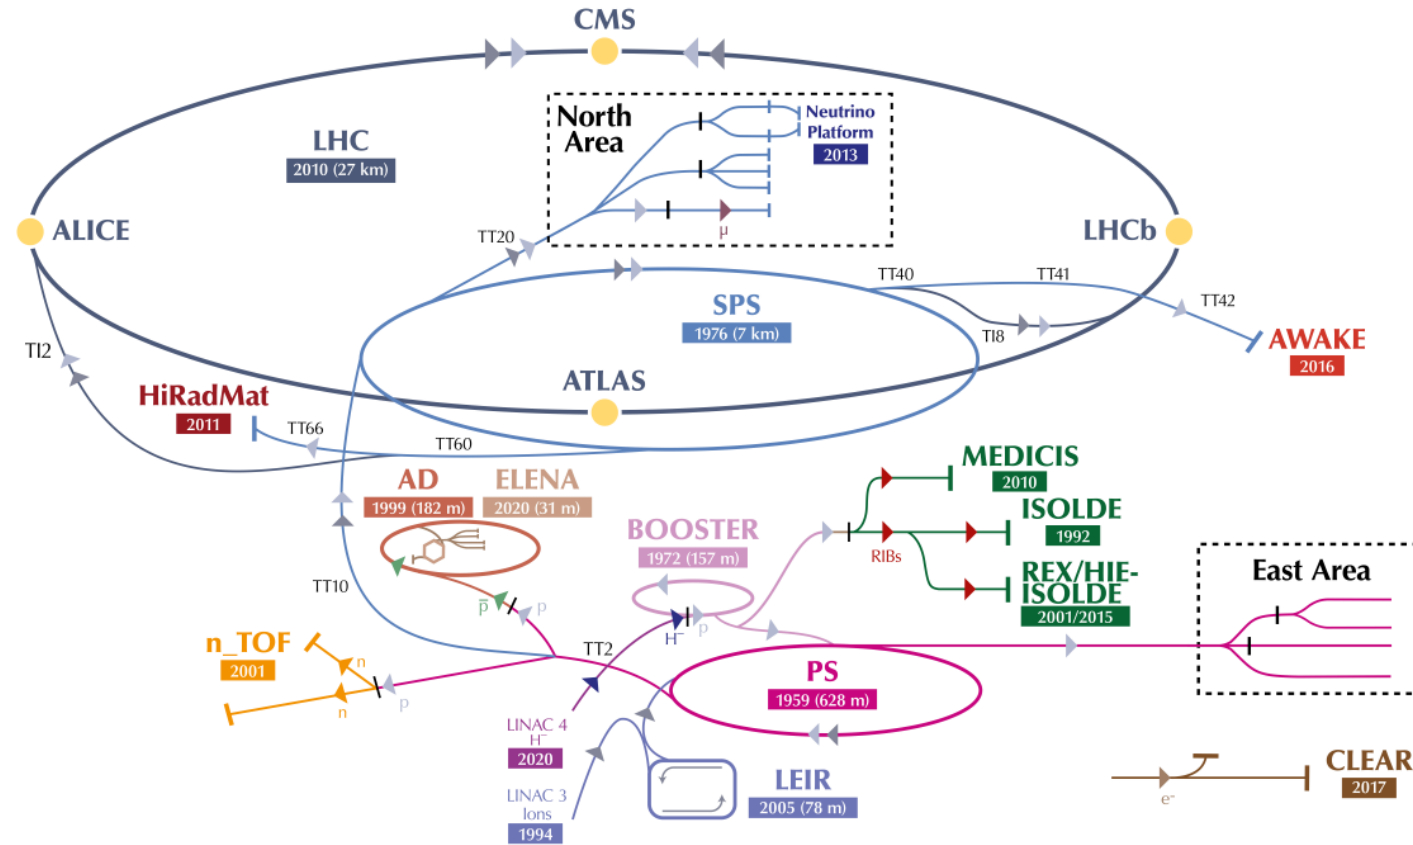 CMS
North
Area
Neutrino
Platform
2013
LHC
2010 (27 km)
μ
ALICE
LHCb
TT20
TT40
TT41
TT42
SPS
1976 (7 km)
TI8
AWAKE
2016
TI2
ATLAS
HiRadMat
2011
TT66
TT60
AD
1999 (182 m)
ELENA
2020 (31 m)
MEDICIS
2010
BOOSTER
1972 (157 m)
ISOLDE
1992
RIBs
REX/HIE-
ISOLDE
2001/2015
East Area
TT10
p̅
p
H⁻
p
TT2
n_TOF
2001
n
n
p
PS
1959 (628 m)
LINAC 4
H⁻
2020
LINAC 3
Ions
1994
LEIR
2005 (78 m)
CLEAR
2017
e⁻